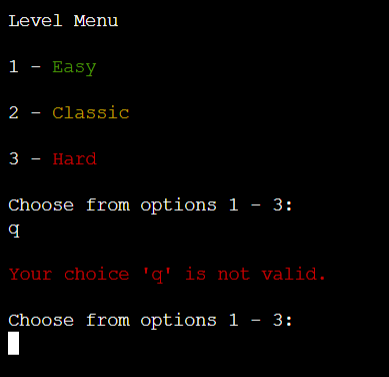 Level Menu
1 - Easy
2 - Classic
3 - Hard
Choose from options 1 - 3:
q
Your choice 'q' is not valid.
Choose from options 1 - 3: